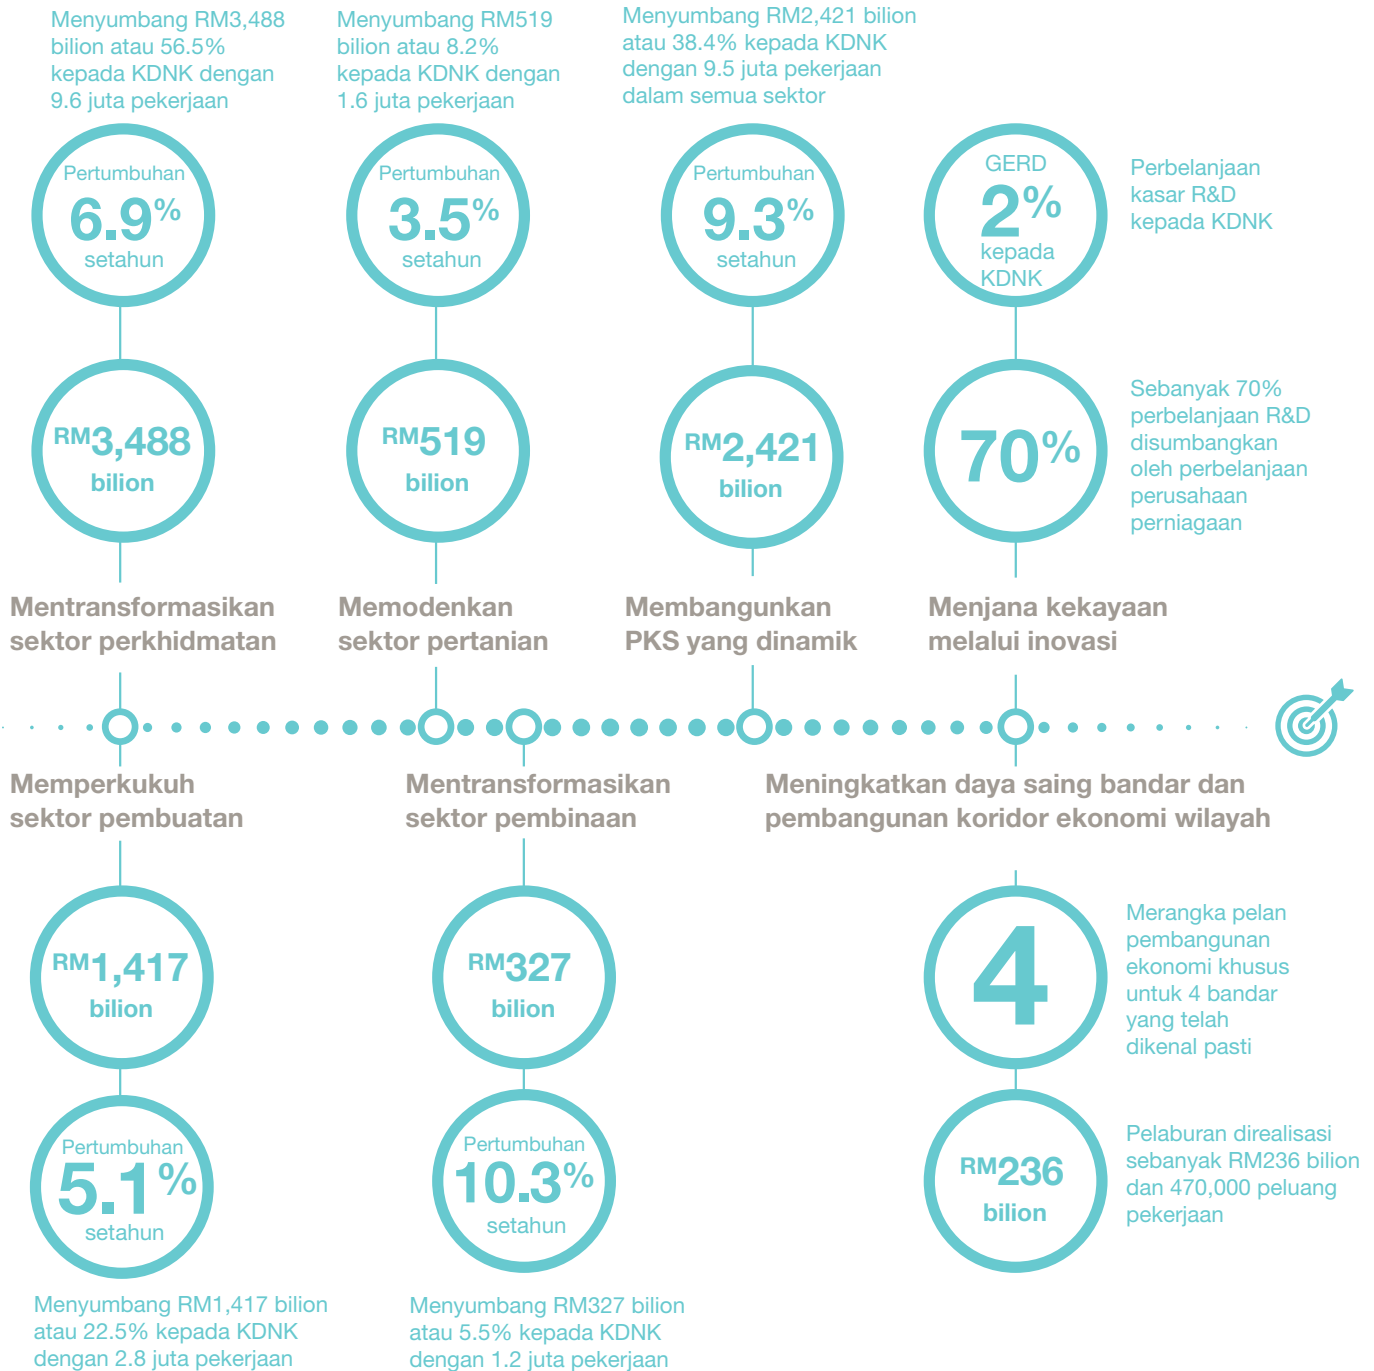 Menyumbang RM3,488
bilion atau 56.5%
kepada KDNK dengan
9.6 juta pekerjaan
Pertumbuhan
6.9%
setahun
RM3,488
bilion
Mentransformasikan
sektor perkhidmatan
Menyumbang RM519
bilion atau 8.2%
kepada KDNK dengan
1.6 juta pekerjaan
Pertumbuhan
3.5%
setahun
RM519
bilion
Memodenkan
sektor pertanian
Menyumbang RM2,421 bilion
atau 38.4% kepada KDNK
dengan 9.5 juta pekerjaan
dalam semua sektor
Pertumbuhan
9.3%
setahun
RM2,421
bilion
Membangunkan
PKS yang dinamik
GERD
2%
kepada
KDNK
Perbelanjaan
kasar R&D
kepada KDNK
70%
Sebanyak 70%
perbelanjaan R&D
disumbangkan
oleh perbelanjaan
perusahaan
perniagaan
Menjana kekayaan
melalui inovasi
Memperkukuh
sektor pembuatan
RM1,417
bilion
Pertumbuhan
5.1%
setahun
Menyumbang RM1,417 bilion
atau 22.5% kepada KDNK
dengan 2.8 juta pekerjaan
Mentransformasikan
sektor pembinaan
RM327
bilion
Pertumbuhan
10.3%
setahun
Menyumbang RM327 bilion
atau 5.5% kepada KDNK
dengan 1.2 juta pekerjaan
Meningkatkan daya saing bandar dan
pembangunan koridor ekonomi wilayah
4
Merangka pelan
pembangunan
ekonomi khusus
untuk 4 bandar
yang telah
dikenal pasti
RM236
bilion
Pelaburan direalisasi
sebanyak RM236 bilion
dan 470,000 peluang
pekerjaan